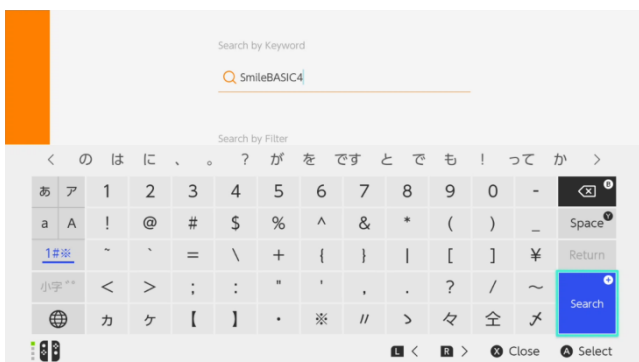 Search by Keyword
SmileBASIC4
Search by Filter
< の は に 、 。 ? が を です と で も ! って か >
あ ア 1 2 3 4 5 6 7 8 9 0 - B
a A ! @ # $ % ^ & * ( ) _ Space Y
1#※ ~ ` = \ + { } | [ ] ¥ Return
小字 ゛゜ < > ; : " ' , . ? / 〜 Search +
カ ケ 【 】 ・ ※ 〃 ゝ 々 仝 〆
L < R > X Close A Select